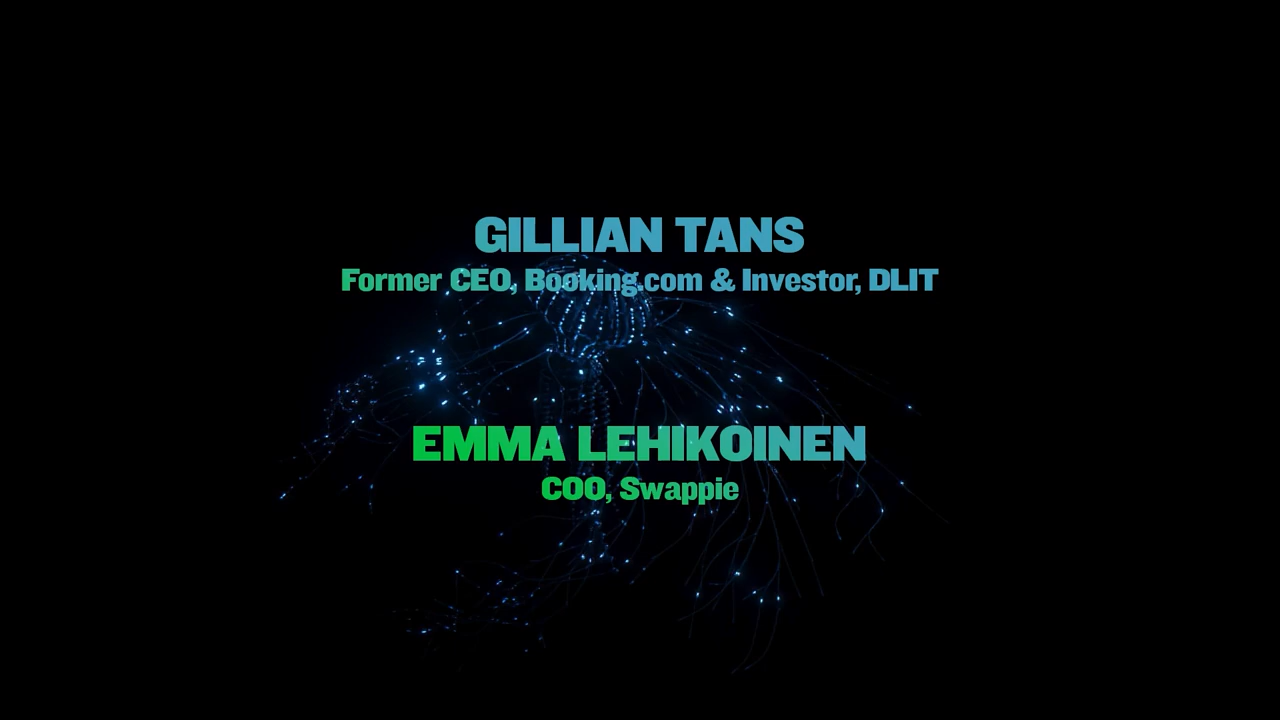 GILLIAN TANS
Former CEO, Booking.com & Investor, DLIT
EMMA LEHIKOINEN
COO, Swappie